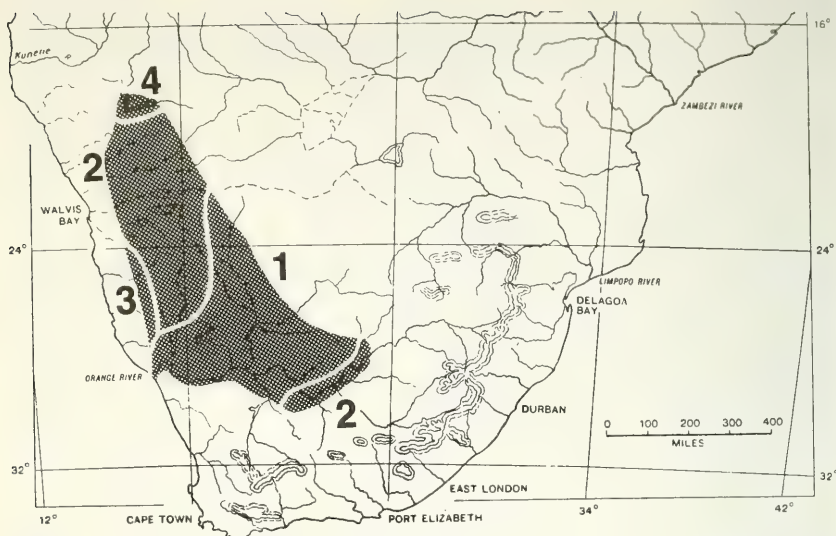 16°
Kunene
4
ZAMBEZI RIVER
2
WALVIS BAY
24°
1
24°
3
LIMPOPO RIVER
DELAGOA BAY
ORANGE RIVER
2
DURBAN
0 100 200 300 400
MILES
32°
32°
EAST LONDON
12°
CAPE TOWN
PORT ELIZABETH
34°
42°